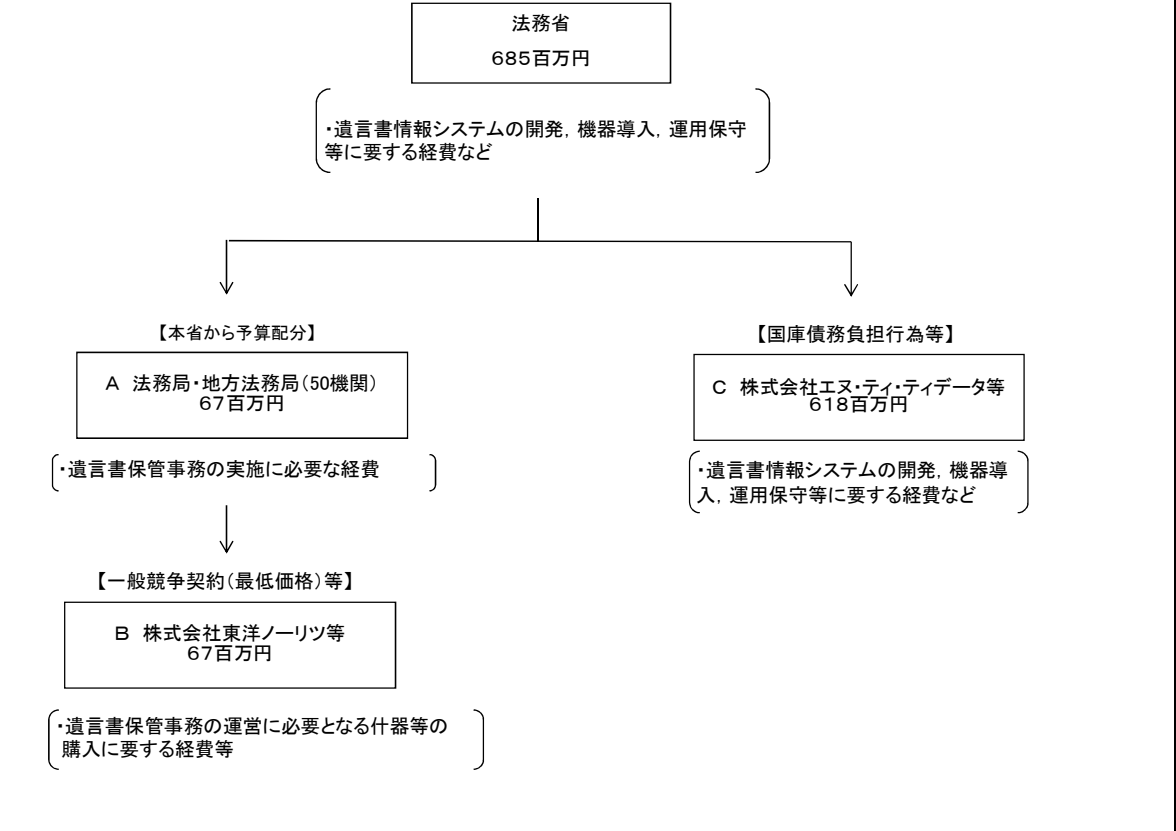 法務省
685百万円
・遺言書情報システムの開発，機器導入，運用保守
等に要する経費など
【本省から予算配分】
A　法務局・地方法務局（50機関）
67百万円
・遺言書保管事務の実施に必要な経費
【一般競争契約（最低価格）等】
B　株式会社東洋ノーリツ等
67百万円
・遺言書保管事務の運営に必要となる什器等の
購入に要する経費等
【国庫債務負担行為等】
C　株式会社エヌ・ティ・ティデータ等
618百万円
・遺言書情報システムの開発，機器導
入，運用保守等に要する経費など